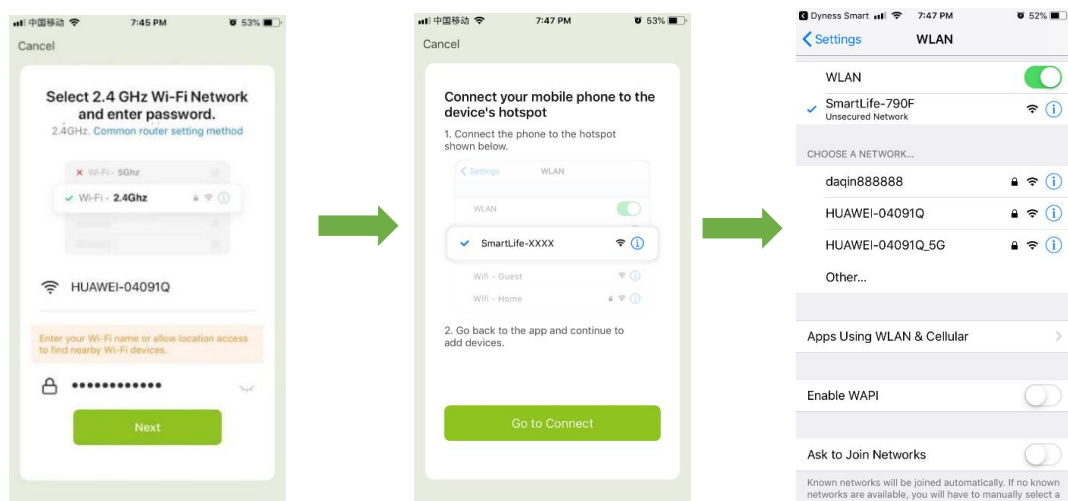 中国移动 7:45 PM 53%
Cancel
Select 2.4 GHz Wi-Fi Network
and enter password.
2.4GHz. Common router setting method
Wi-Fi - 5Ghz
Wi-Fi - 2.4Ghz
HUAWEI-04091Q
Enter your Wi-Fi name or allow location access
to find nearby Wi-Fi devices.
Next
中国移动 7:47 PM 53%
Cancel
Connect your mobile phone to the
device's hotspot
1. Connect the phone to the hotspot
shown below.
Settings WLAN
WLAN
SmartLife-XXXX
Wifi - Guest
Wifi - Home
2. Go back to the app and continue to
add devices.
Go to Connect
Dyness Smart 7:47 PM 52%
Settings WLAN
WLAN
SmartLife-790F
Unsecured Network
CHOOSE A NETWORK...
daqin888888
HUAWEI-04091Q
HUAWEI-04091Q_5G
Other...
Apps Using WLAN & Cellular
Enable WAPI
Ask to Join Networks
Known networks will be joined automatically. If no known
networks are available, you will have to manually select a